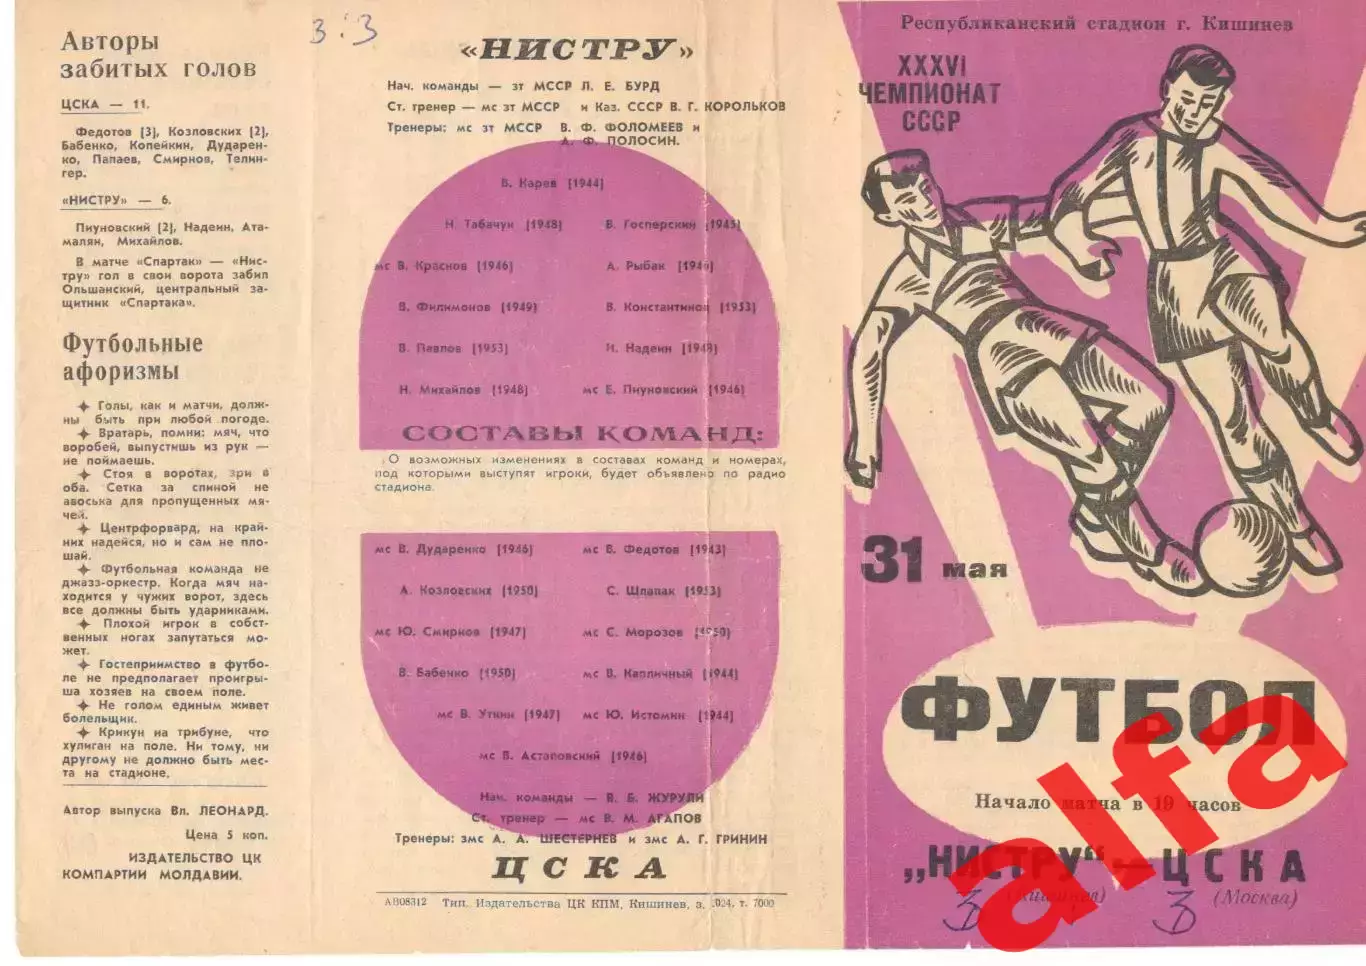 Авторы
забитых голов
ЦСКА — 11.
Федотов (3), Козловских (2),
Бабенко, Копейкин, Дударен-
ко, Папаев, Смирнов, Телин-
гер.
«НИСТРУ» — 6.
Пиуновский (2), Надеин, Ата-
малян, Михайлов.
В матче «Спартак» — «Нис-
тру» гол в свои ворота забил
Ольшанский, центральный за-
щитник «Спартака».
Футбольные
афоризмы
✦ Голы, как и матчи, долж-
ны быть при любой погоде.
✦ Вратарь, помни: мяч, что
воробей, выпустишь из рук —
не поймаешь.
✦ Стоя в воротах, зри в
оба. Сетка за спиной не
авоська для пропущенных мя-
чей.
✦ Центрфорвард, на край-
них надейся, но и сам не пло-
шай.
✦ Футбольная команда не
джазз-оркестр. Когда мяч на-
ходится у чужих ворот, здесь
все должны быть ударниками.
✦ Плохой игрок в собст-
венных ногах запутаться мо-
жет.
✦ Гостеприимство в футбо-
ле не предполагает проигры-
ша хозяев на своем поле.
✦ Не голом единым живет
болельщик.
✦ Крикун на трибуне, что
хулиган на поле. Ни тому, ни
другому не должно быть мес-
та на стадионе.
Автор выпуска Вл. ЛЕОНАРД.
Цена 5 коп.
ИЗДАТЕЛЬСТВО ЦК
КОМПАРТИИ МОЛДАВИИ.
3:3
«НИСТРУ»
Нач. команды — зт МССР Л. Е. БУРД
Ст. тренер — мс зт МССР и Каз. СССР В. Г. КОРОЛЬКОВ
Тренеры: мс зт МССР В. Ф. ФОЛОМЕЕВ и
А. Ф. ПОЛОСИН.
В. Карев (1944)
Н. Табачун (1948) В. Госперский (1945)
мс В. Краснов (1946) А. Рыбак (1946)
В. Филимонов (1949) В. Константинов (1953)
В. Павлов (1953) Н. Надеин (1948)
Н. Михайлов (1948) мс Е. Пиуновский (1946)
СОСТАВЫ КОМАНД:
О возможных изменениях в составах команд и номерах,
под которыми выступят игроки, будет объявлено по радио
стадиона.
мс В. Дударенко (1946) мс В. Федотов (1943)
А. Козловских (1950) С. Шлапак (1953)
мс Ю. Смирнов (1947) мс С. Морозов (1950)
В. Бабенко (1950) мс В. Капличный (1944)
мс В. Уткин (1947) мс Ю. Истомин (1944)
мс В. Астаповский (1946)
Нач. команды — В. Б. ЖУРУЛИ
Ст. тренер — мс В. М. АГАПОВ
Тренеры: змс А. А. ШЕСТЕРНЕВ и змс А. Г. ГРИНИН
ЦСКА
АБ08312 Тип. Издательства ЦК КПМ, Кишинев, з. 2024, т. 7000
Республиканский стадион г. Кишинев
XXXVI
ЧЕМПИОНАТ
СССР
31 мая
ФУТБОЛ
Начало матча в 19 часов
„НИСТРУ“ — ЦСКА
(Кишинев) (Москва)
3 3
alfa